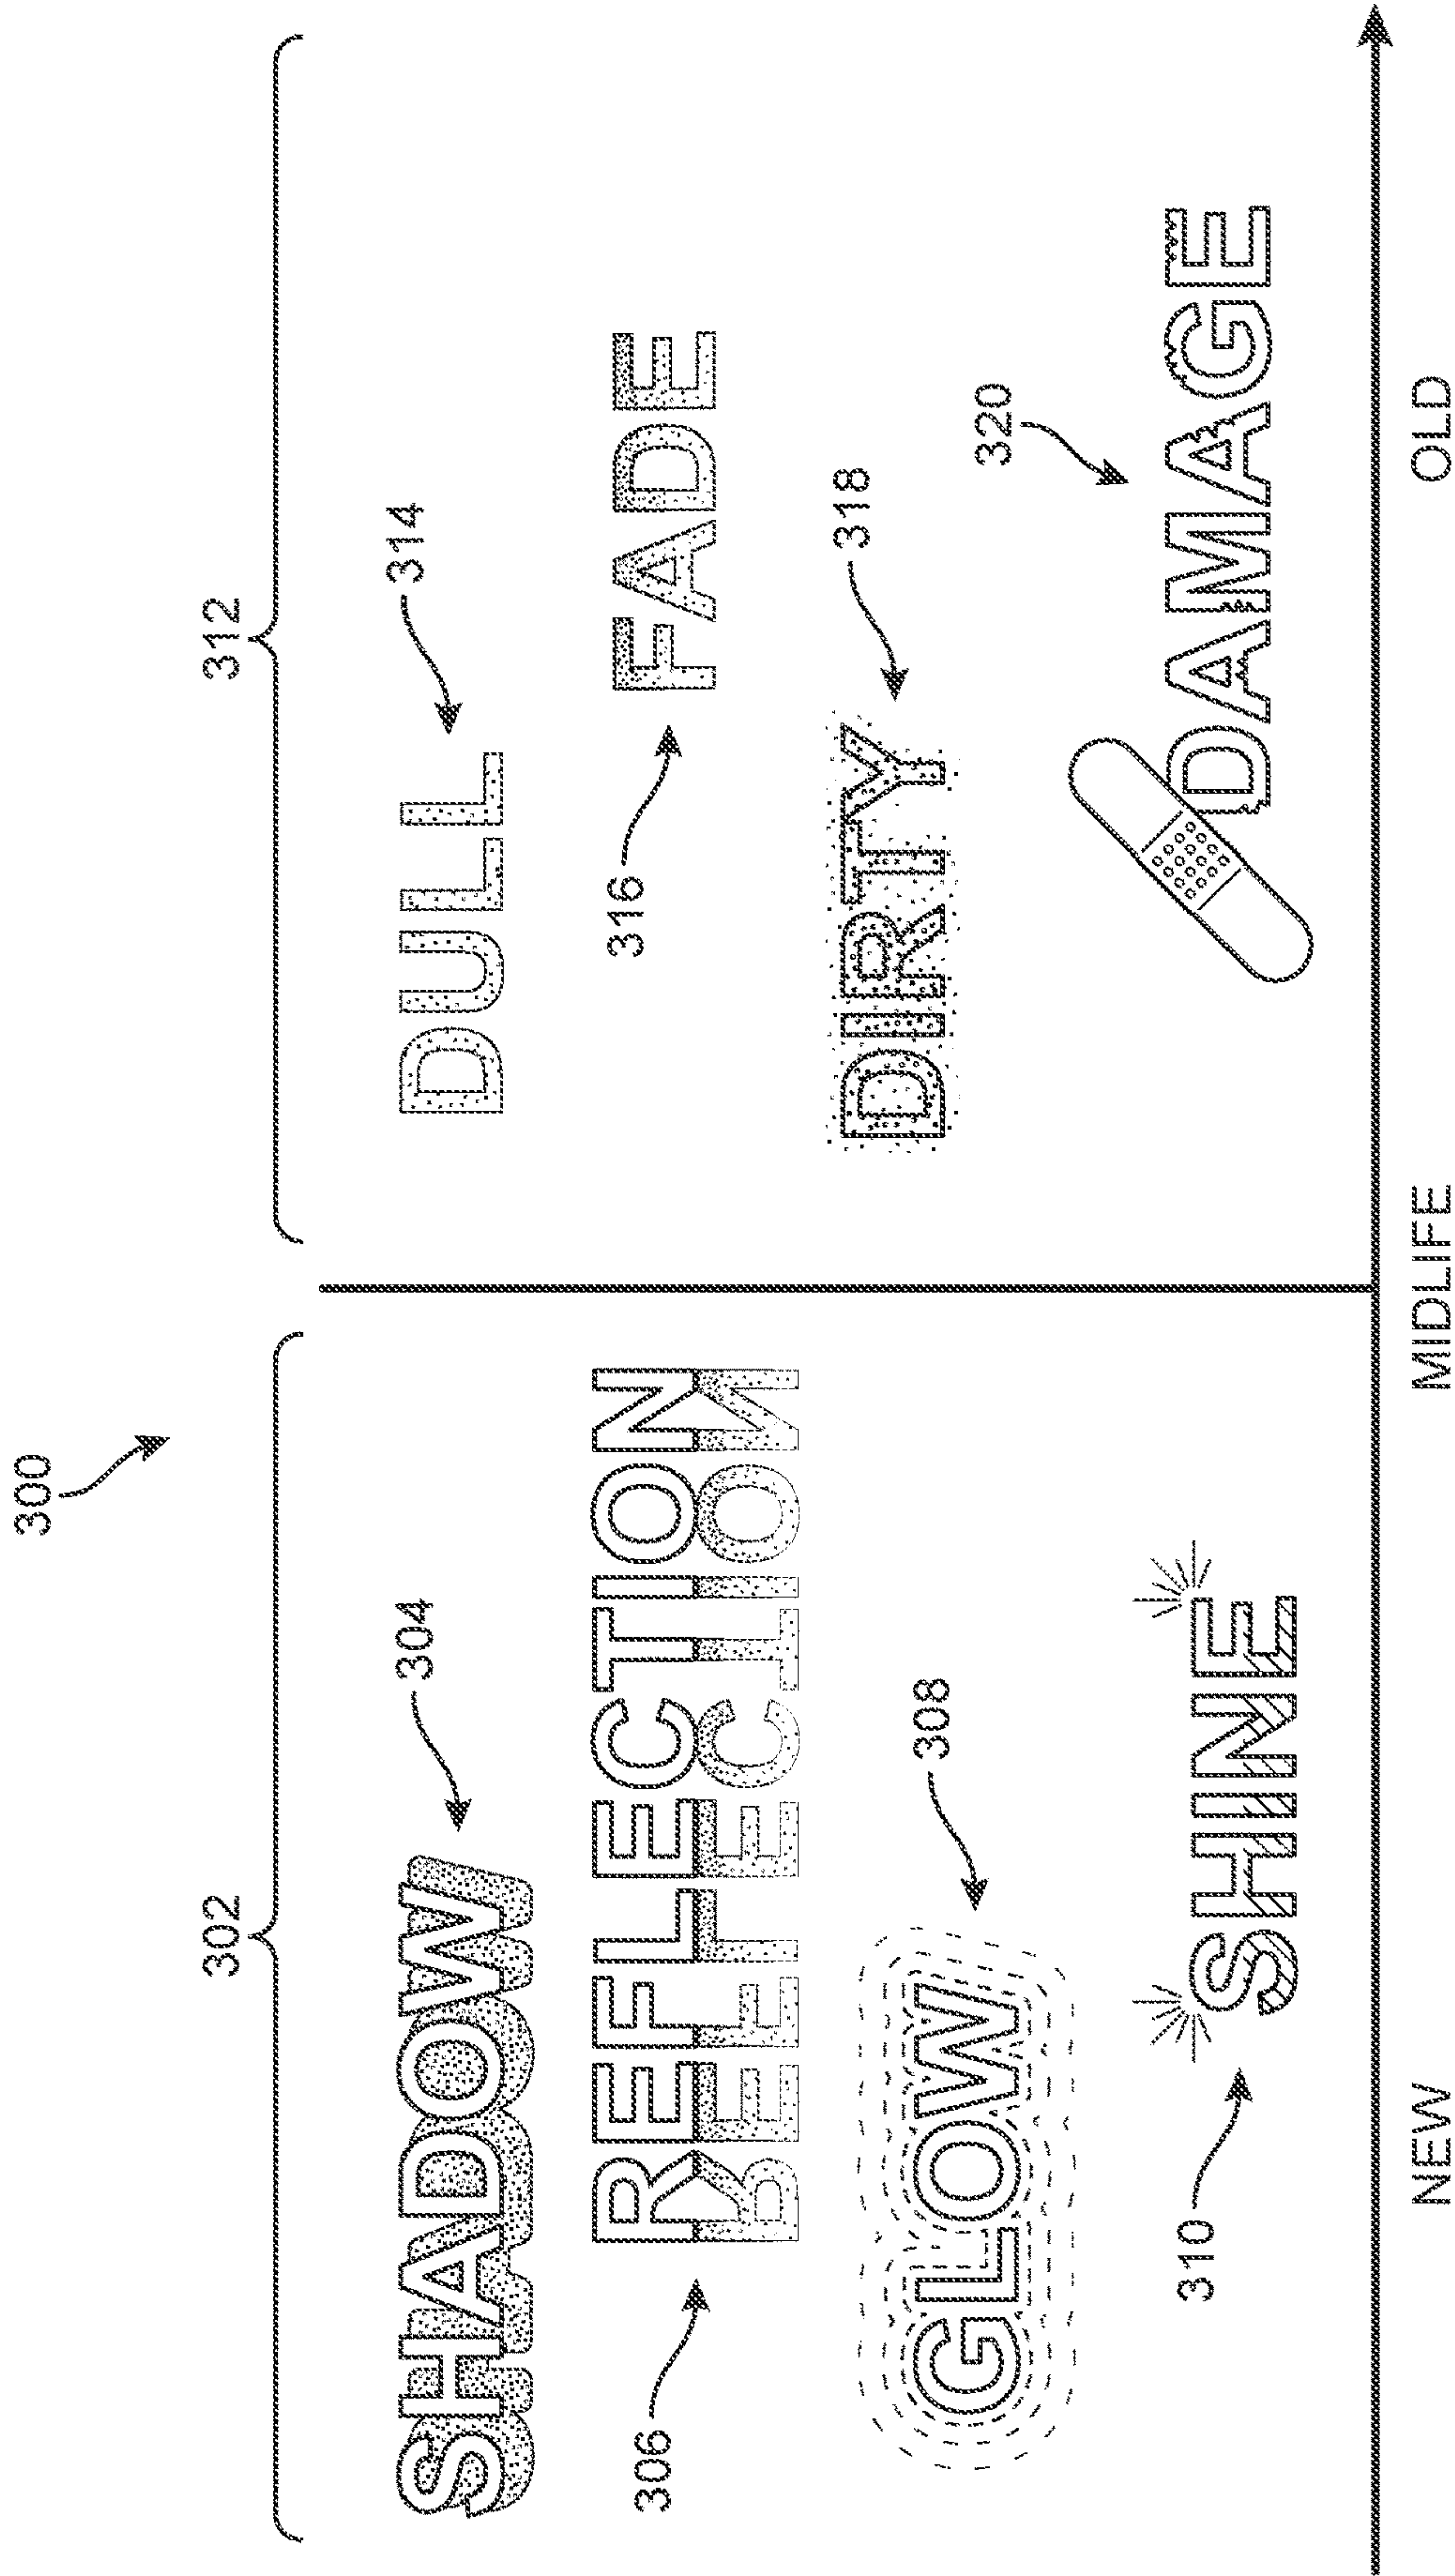 300
302
312
SHADOW
304
DULL
314
306
REFLECTION
316
FADE
GLOW
308
DIRTY
318
310
SHINE
DAMAGE
320
NEW
MIDLIFE
OLD